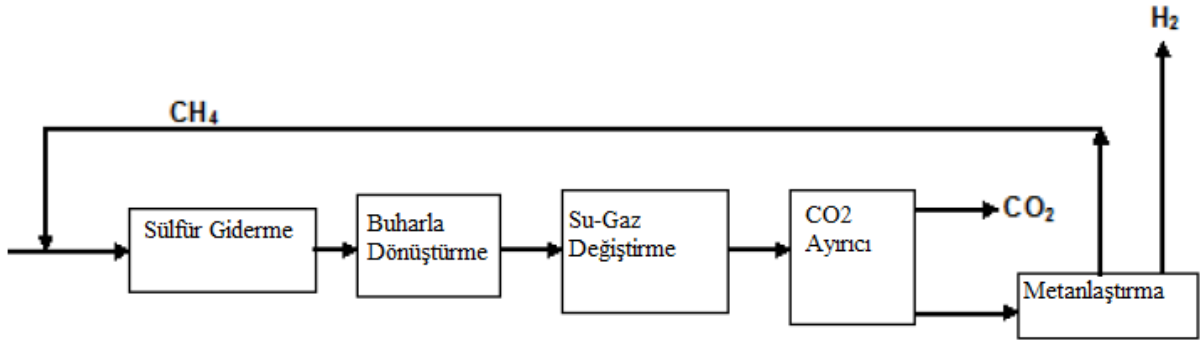 H₂
CH₄
Sülfür Giderme
Buharla
Dönüştürme
Su-Gaz
Değiştirme
CO2
Ayırıcı
CO₂
Metanlaştırma